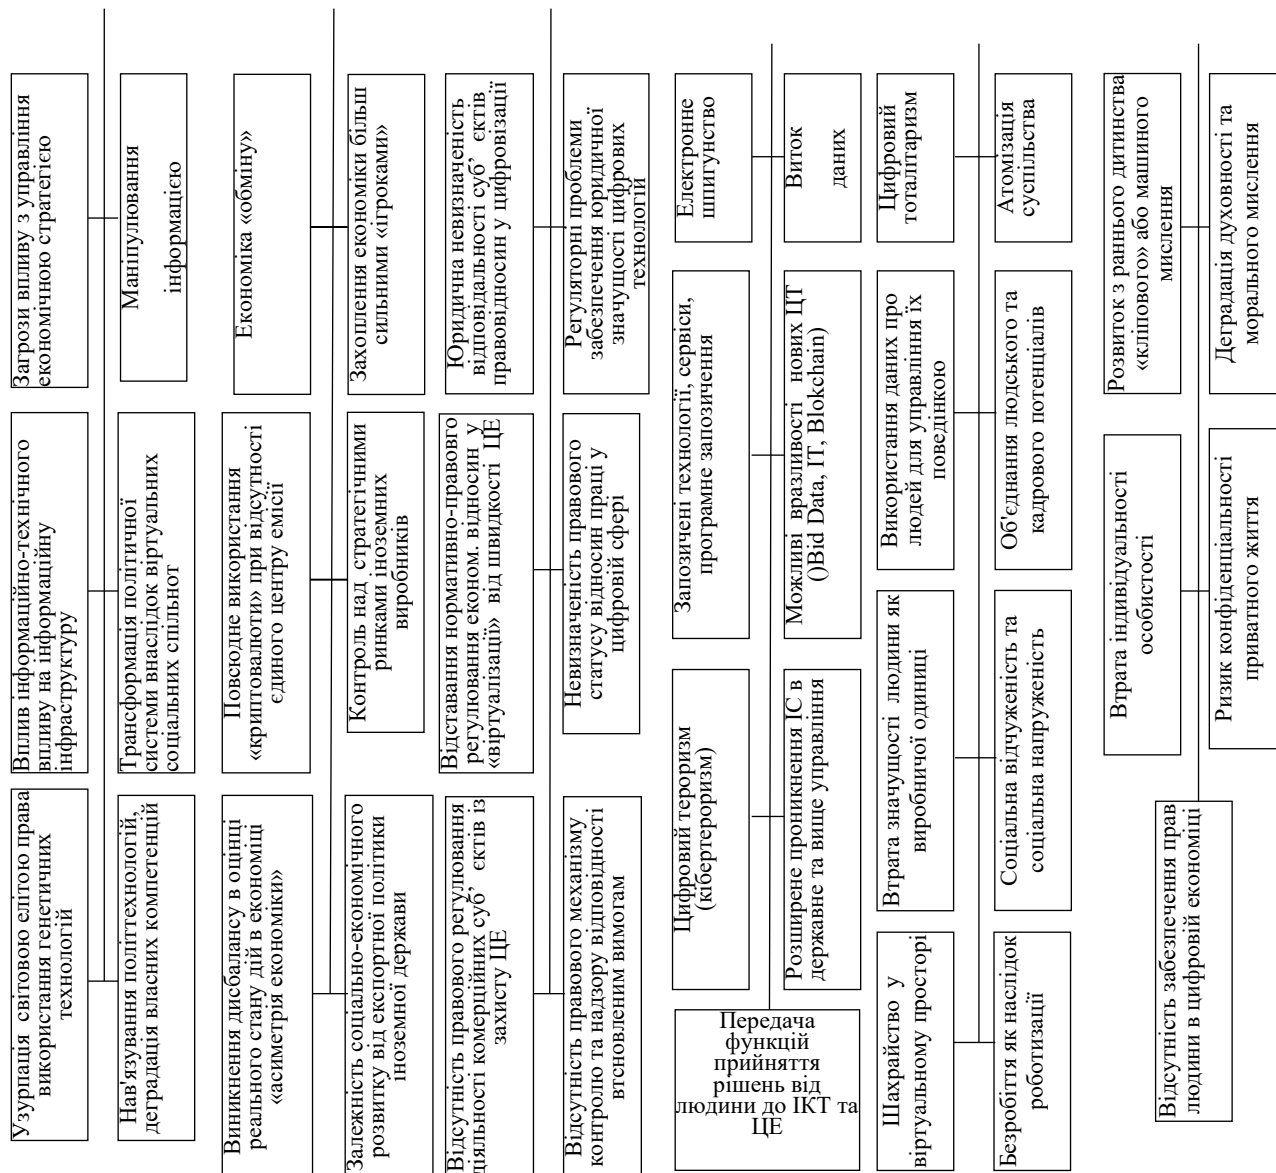 Загрози впливу з управління
економічною стратегією
Маніпулювання
інформацією
Вплив інформаційно-технічного
впливу на інформаційну
інфраструктуру
Трансформація політичної
системи внаслідок віртуальних
соціальних спільнот
Узурпація світовою елітою права
використання генетичних
технологій
Нав'язування політтехнологій,
деградація власних компетенцій
Економіка «обміну»
Захоплення економіки більш
сильними «ігроками»
Повсюдне використання
«криптовалюти» при відсутності
єдиного центру емісії
Контроль над стратегічними
ринками іноземних
виробників
Виникнення дисбалансу в оцінці
реального стану дій в економіці
«асиметрія економіки»
Залежність соціально-економічного
розвитку від експортної політики
іноземної держави
Юридична невизначеність
відповідальності суб’ єктів
правовідносин у цифровізації
Регуляторні проблеми
забезпечення юридичної
значущості цифрових
технологій
Відставання нормативно-правового
регулювання економ. відносин у
«віртуалізації» від швидкості ЦЕ
Невизначеність правового
статусу відносин праці у
цифровій сфері
Відсутність правового регулювання
діяльності комерційних суб’ єктів із
захисту ЦЕ
Відсутність правового механізму
контролю та надзору відповідності
втсновленим вимогам
Електронне
шпигунство
Виток
даних
Запозичені технології, сервіси,
програмне запозичення
Можливі вразливості нових ЦТ
()Bid Data, IT, Blokchain)
Цифровий тероризм
(кібертероризм)
Розширене проникнення ІС в
державне та вище управління
Передача
функцій
прийняття
рішень від
людини до ІКТ та
ЦЕ
Цифровий
тоталітаризм
Атомізація
суспільства
Використання даних про
людей для управління їх
поведінкою
Об'єднання людського та
кадрового потенціалів
Втрата значущості людини як
виробничої одиниці
Соціальна відчуженість та
соціальна напруженість
Шахрайство у
віртуальному просторі
Безробіття як наслідок
роботизації
Розвиток з раннього дитинства
«кліпового» або машиного
мислення
Деградація духовності та
морального мислення
Втрата індивідуальності
особистості
Ризик конфіденціальності
приватного життя
Відсутність забезпечення прав
людини в цифровій економіці